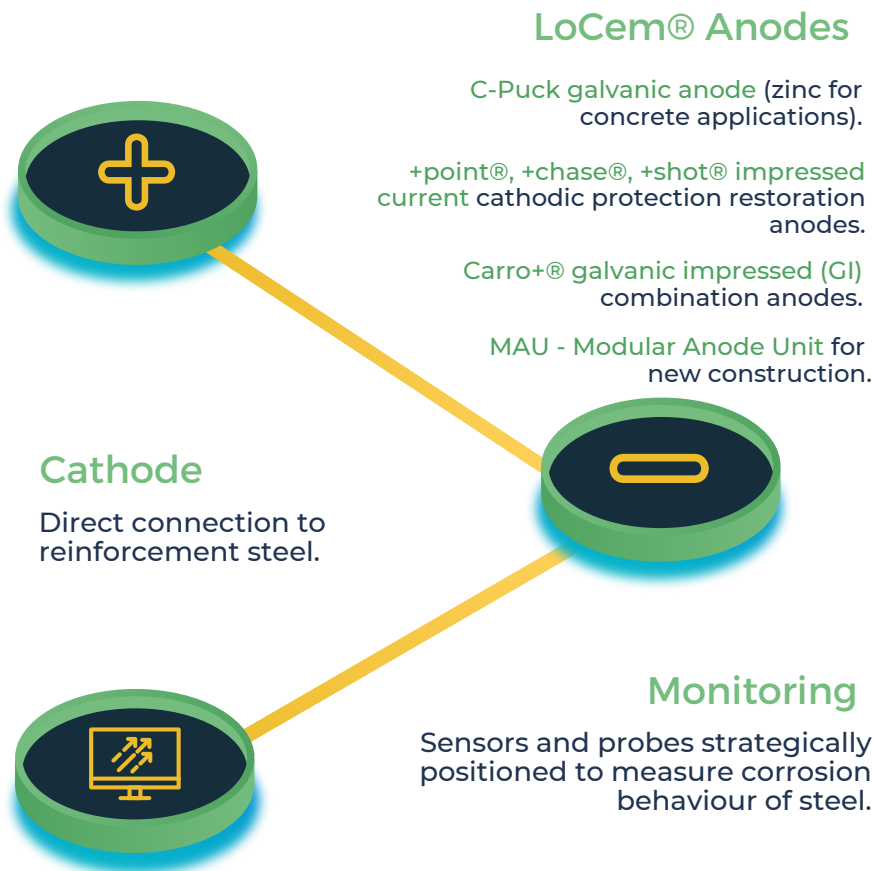 LoCem® Anodes
C-Puck galvanic anode (zinc for
concrete applications).
+point®, +chase®, +shot® impressed
current cathodic protection restoration
anodes.
Carro+® galvanic impressed (GI)
combination anodes.
MAU - Modular Anode Unit for
new construction.
Cathode
Direct connection to
reinforcement steel.
Monitoring
Sensors and probes strategically
positioned to measure corrosion
behaviour of steel.